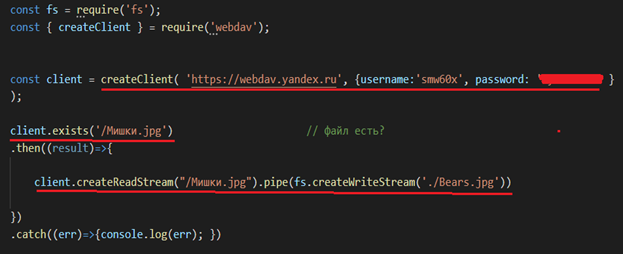 const fs = require('fs');
const { createClient } = require('webdav');
const client = createClient( 'https://webdav.yandex.ru', {username:'smw60x', password: ' }
);
client.exists('/Мишки.jpg') // файл есть?
.then((result)=>{
client.createReadStream("/Мишки.jpg").pipe(fs.createWriteStream('./Bears.jpg'))
})
.catch((err)=>{console.log(err); })